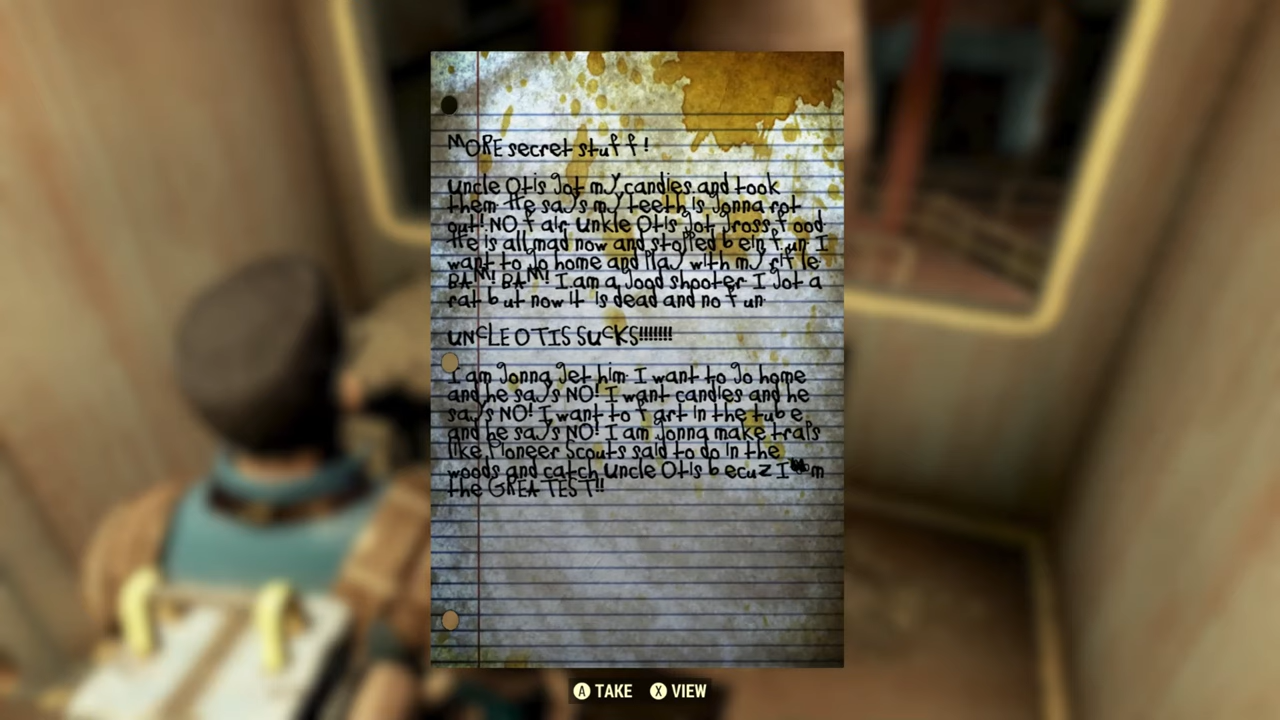 MORE secret stuff!
Uncle Otis got my candies and took
them. He says my teeth is gonna rot
out! NO fair. Unkle Otis got gross food.
He is all mad now and stopped bein fun. I
want to go home and play with my rifle.
BAM! BAM! I am a good shooter. I got a
rat but now it is dead and no fun.
UNCLE OTIS SUCKS!!!!!!!
I am gonna get him. I want to go home
and he says NO! I want candies and he
says NO! I want to fart in the tube
and he says NO! I am gonna make traps
like Pioneer Scouts said to do in the
woods and catch Uncle Otis becuz I m
the GREATEST!!
A TAKE X VIEW